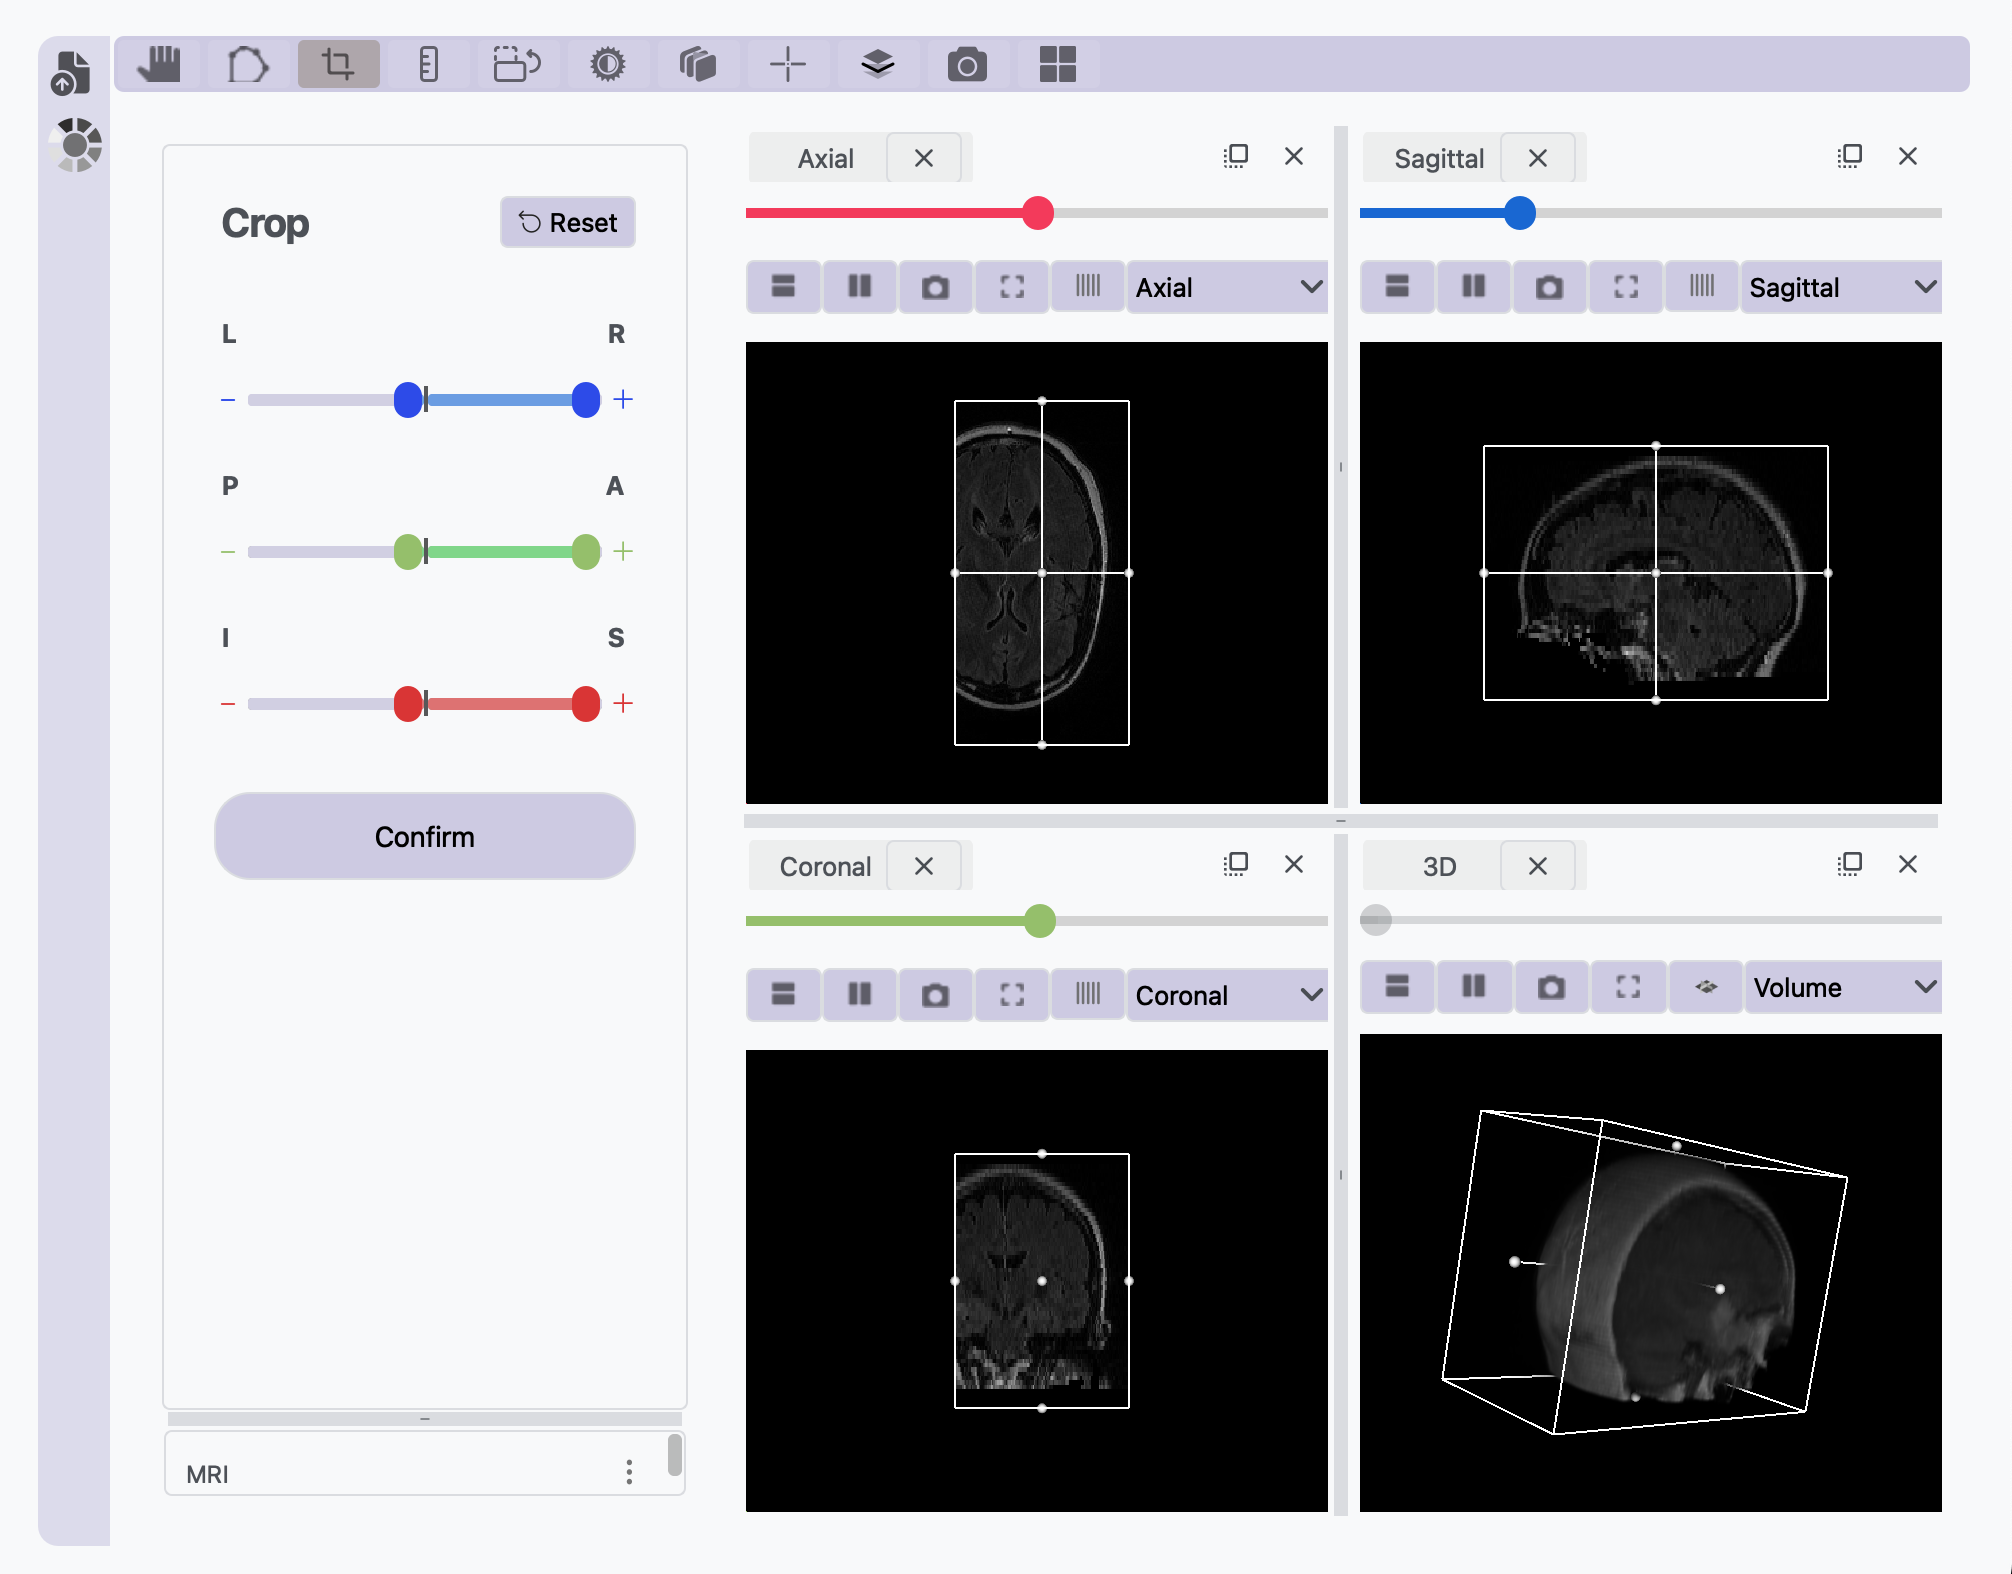 Crop
Reset
L R
P A
I S
Confirm
MRI
Axial
Axial
Sagittal
Sagittal
Coronal
Coronal
3D
Volume